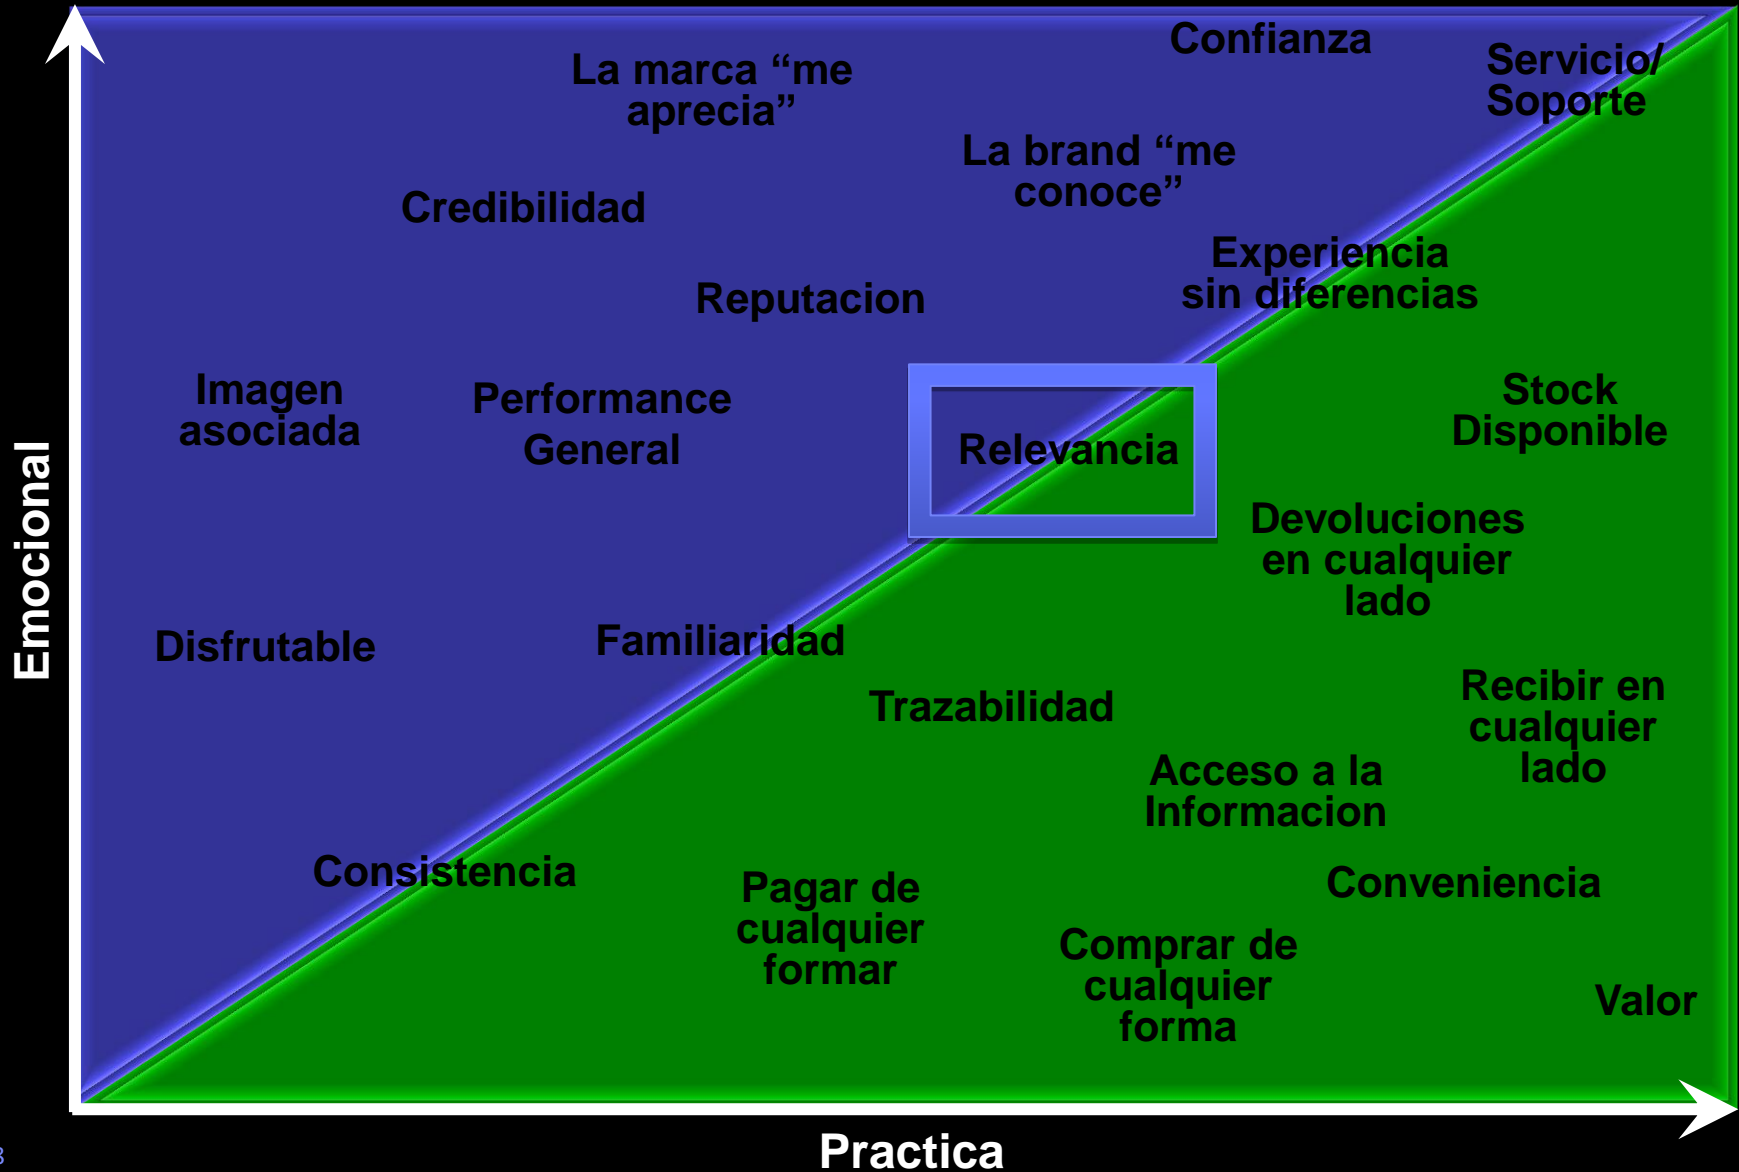 Confianza
Servicio/
Soporte
La marca “me
aprecia”
La brand “me
conoce”
Credibilidad
Experiencia
sin diferencias
Reputacion
Imagen
asociada
Performance
General
Relevancia
Stock
Disponible
Devoluciones
en cualquier
lado
Disfrutable
Familiaridad
Trazabilidad
Recibir en
cualquier
lado
Acceso a la
Informacion
Consistencia
Pagar de
cualquier
formar
Conveniencia
Comprar de
cualquier
forma
Valor
Emocional
Practica